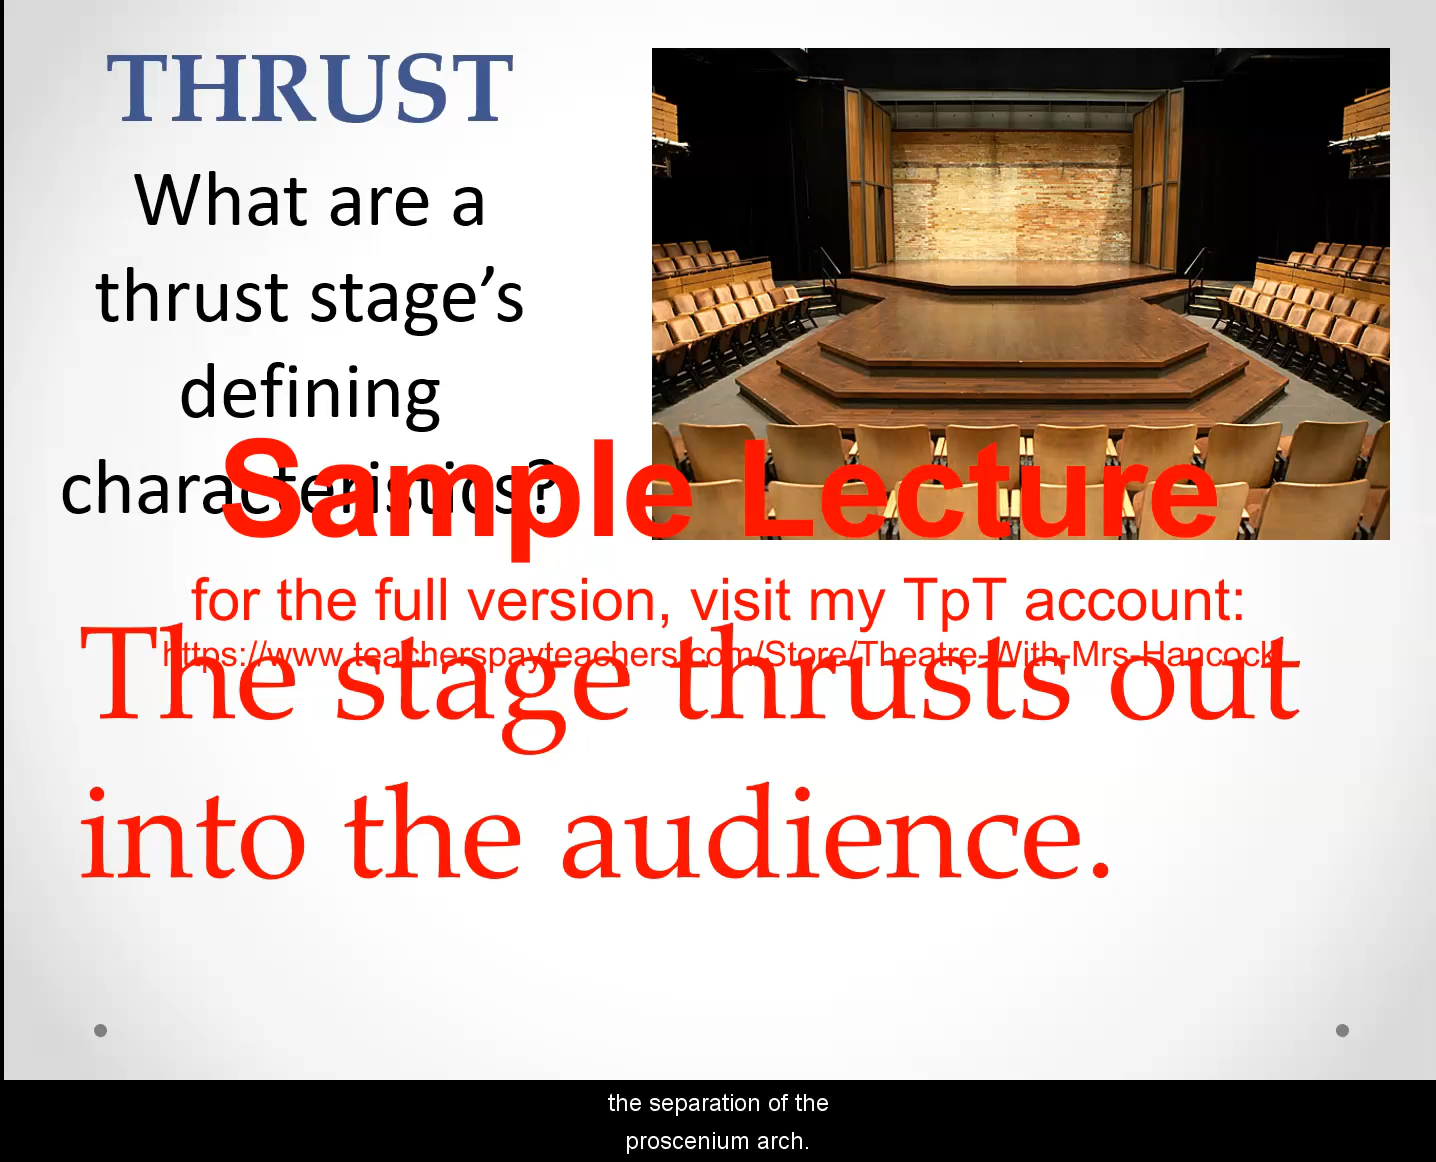 THRUST
What are a
thrust stage’s
defining
characteristics?
Sample Lecture
for the full version, visit my TpT account:
https://www.teacherspayteachers.com/Store/Theatre-With-Mrs-Hancock
The stage thrusts out
into the audience.
the separation of the
proscenium arch.